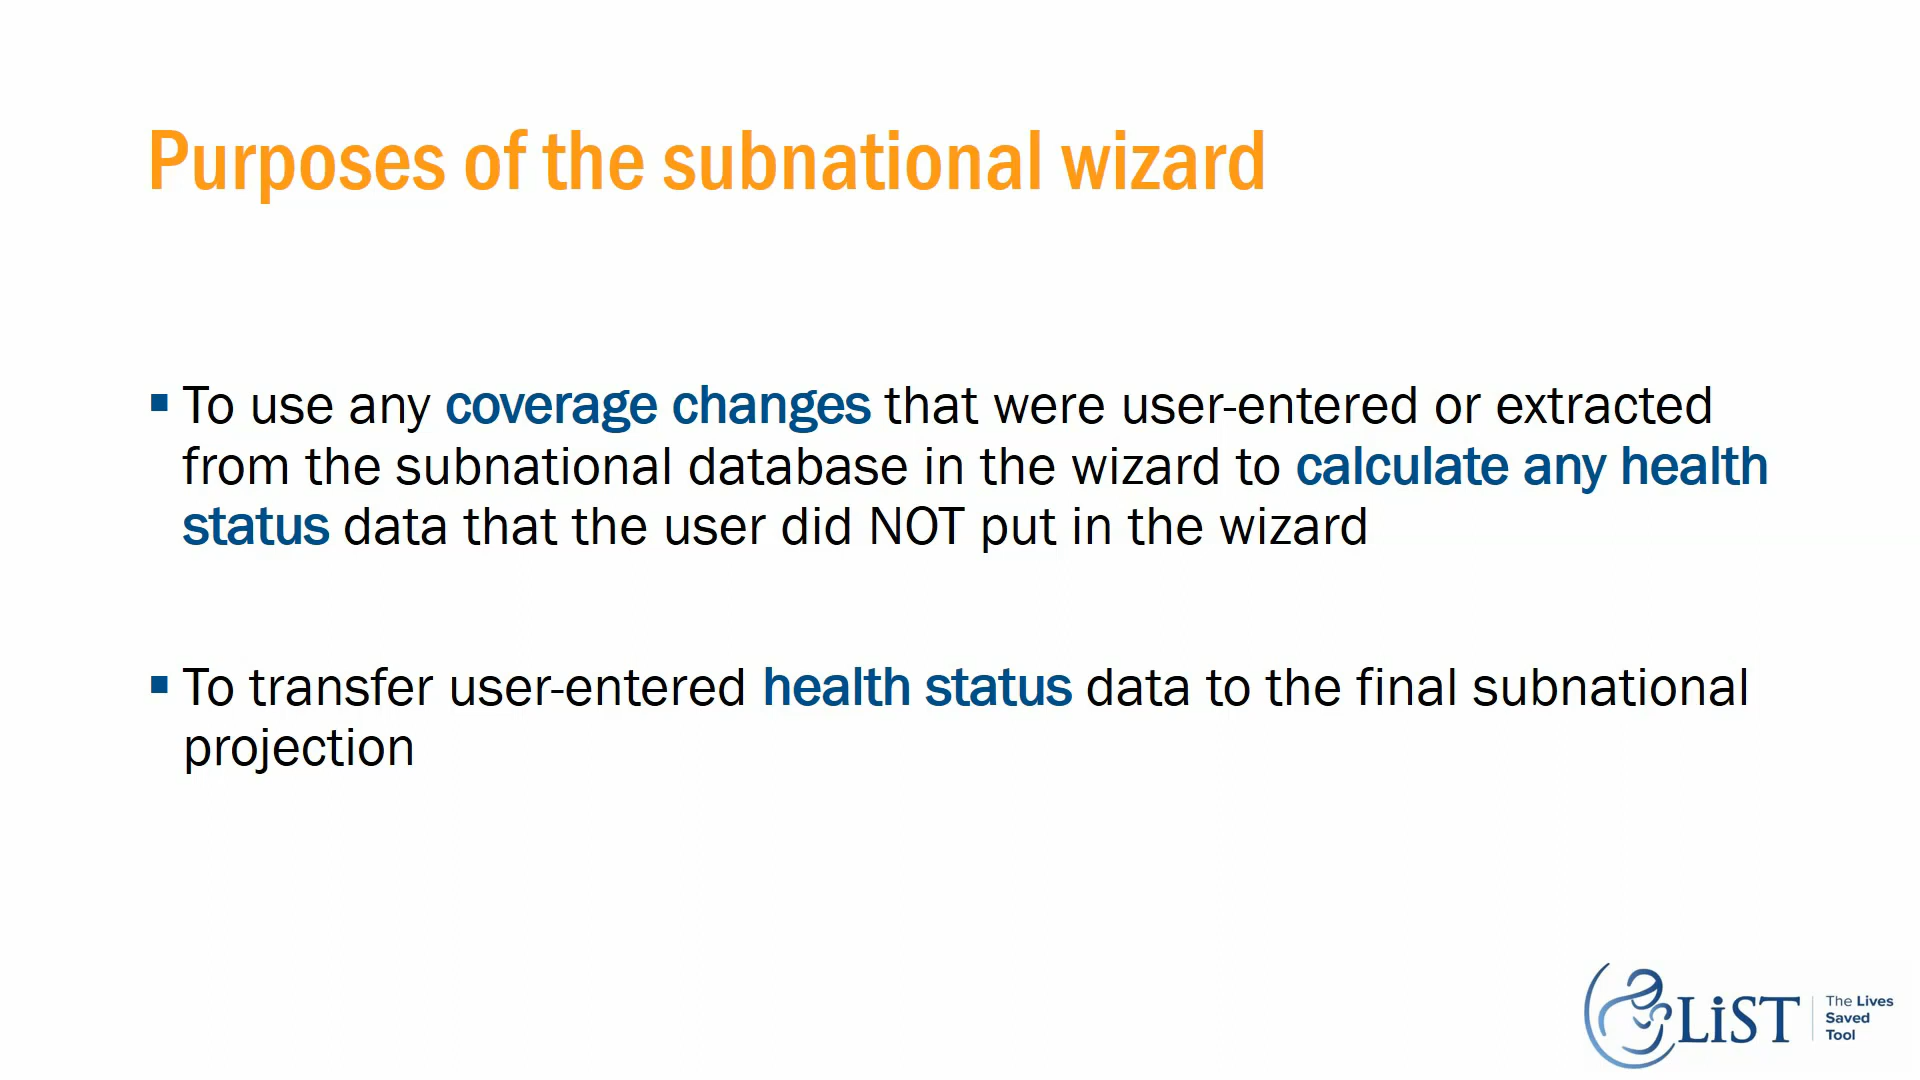 Purposes of the subnational wizard
▪ To use any coverage changes that were user-entered or extracted
from the subnational database in the wizard to calculate any health
status data that the user did NOT put in the wizard
▪ To transfer user-entered health status data to the final subnational
projection
LiST
The Lives
Saved
Tool